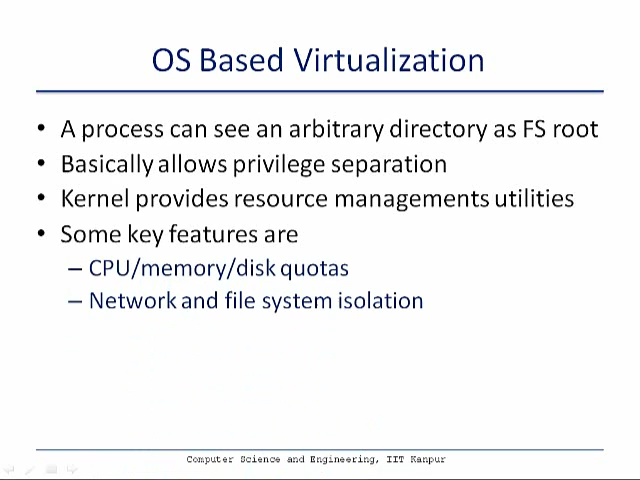 OS Based Virtualization
• A process can see an arbitrary directory as FS root
• Basically allows privilege separation
• Kernel provides resource managements utilities
• Some key features are
– CPU/memory/disk quotas
– Network and file system isolation
Computer Science and Engineering, IIT Kanpur